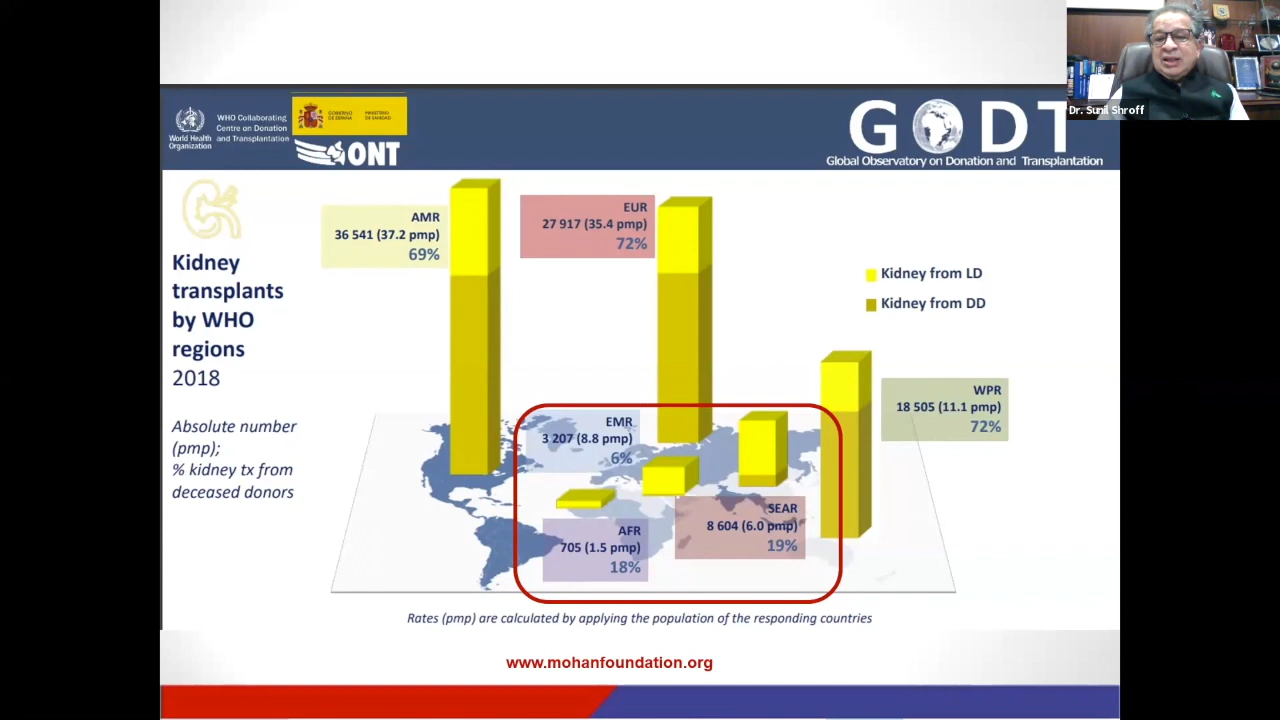 Dr. Sunil Shroff
World Health
Organization
WHO Collaborating
Centre on Donation
and Transplantation
GOBIERNO
DE ESPAÑA
MINISTERIO
DE SANIDAD
ONT
GODT
Global Observatory on Donation and Transplantation
Kidney
transplants
by WHO
regions
2018
Absolute number
(pmp);
% kidney tx from
deceased donors
AMR
36 541 (37.2 pmp)
69%
EUR
27 917 (35.4 pmp)
72%
Kidney from LD
Kidney from DD
WPR
18 505 (11.1 pmp)
72%
EMR
3 207 (8.8 pmp)
6%
SEAR
8 604 (6.0 pmp)
19%
AFR
705 (1.5 pmp)
18%
Rates (pmp) are calculated by applying the population of the responding countries
www.mohanfoundation.org